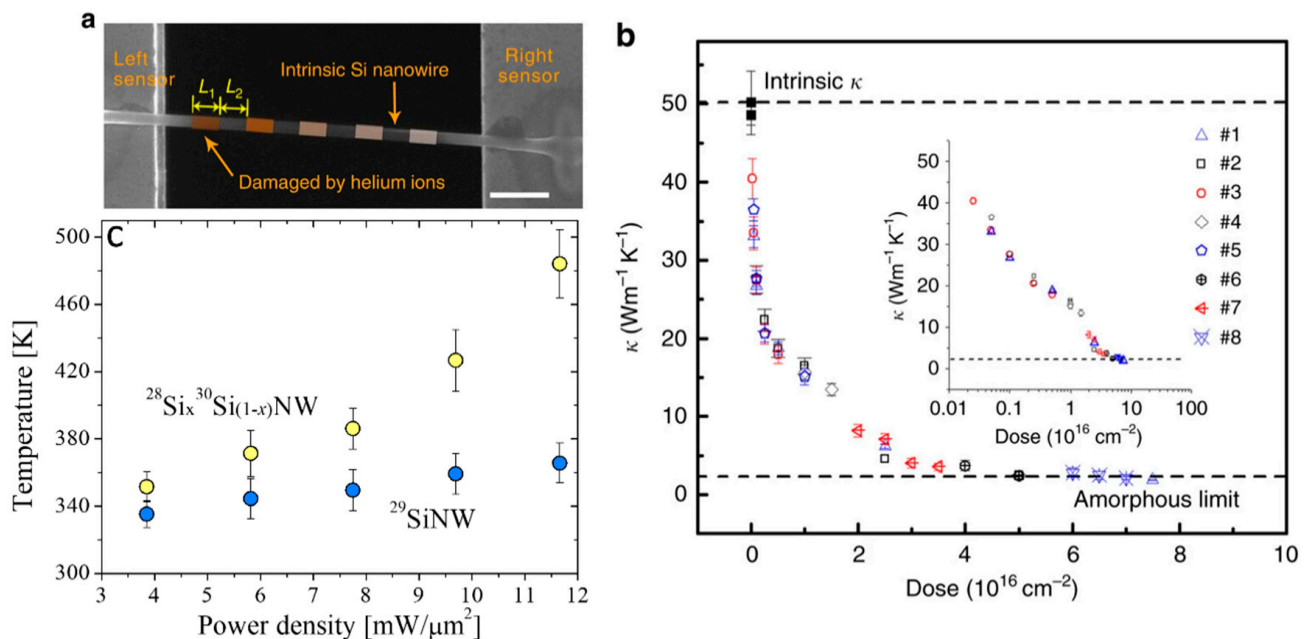 a
Left
sensor
L1
L2
Intrinsic Si nanowire
Right
sensor
Damaged by helium ions
b
κ (Wm−1 K−1)
50
40
30
20
10
0
Intrinsic κ
Amorphous limit
0
2
4
6
8
10
Dose (10^16 cm−2)
κ (Wm−1 K−1)
50
40
30
20
10
0
0.01
0.1
1
10
100
Dose (10^16 cm−2)
#1
#2
#3
#4
#5
#6
#7
#8
C
Temperature [K]
500
460
420
380
340
300
28Six30Si(1-x)NW
29SiNW
3
4
5
6
7
8
9
10
11
12
Power density [mW/μm2]